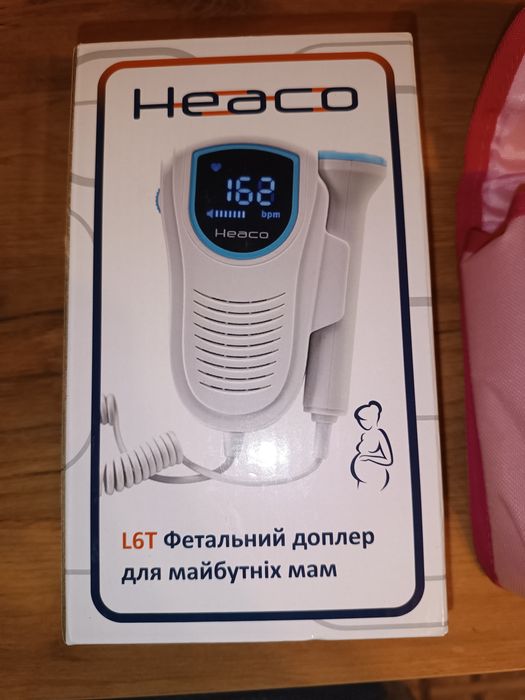 Heaco
162
bpm
Heaco
L6T Фетальний доплер
для майбутніх мам